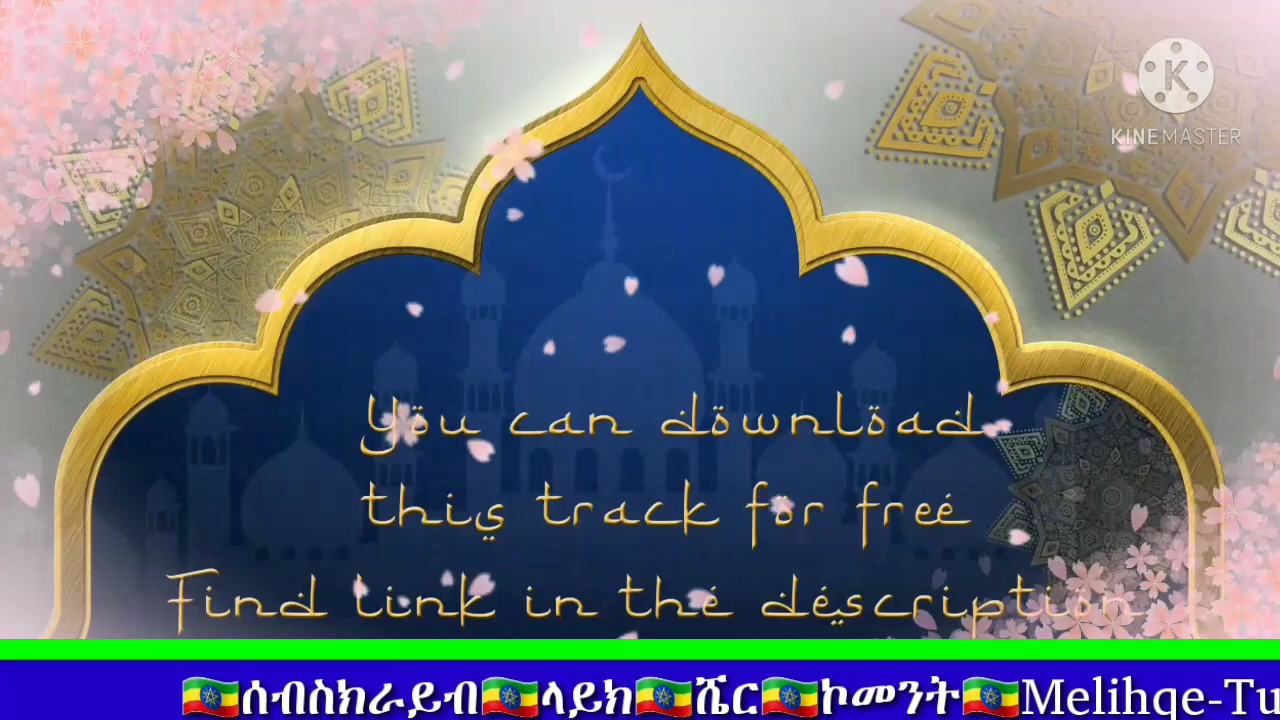 KINEMASTER
You can download
this track for free
Find link in the description
🇪🇹ሰብስክራይብ🇪🇹ላይክ🇪🇹ሼር🇪🇹ኮመንት🇪🇹Melihqe-Tu